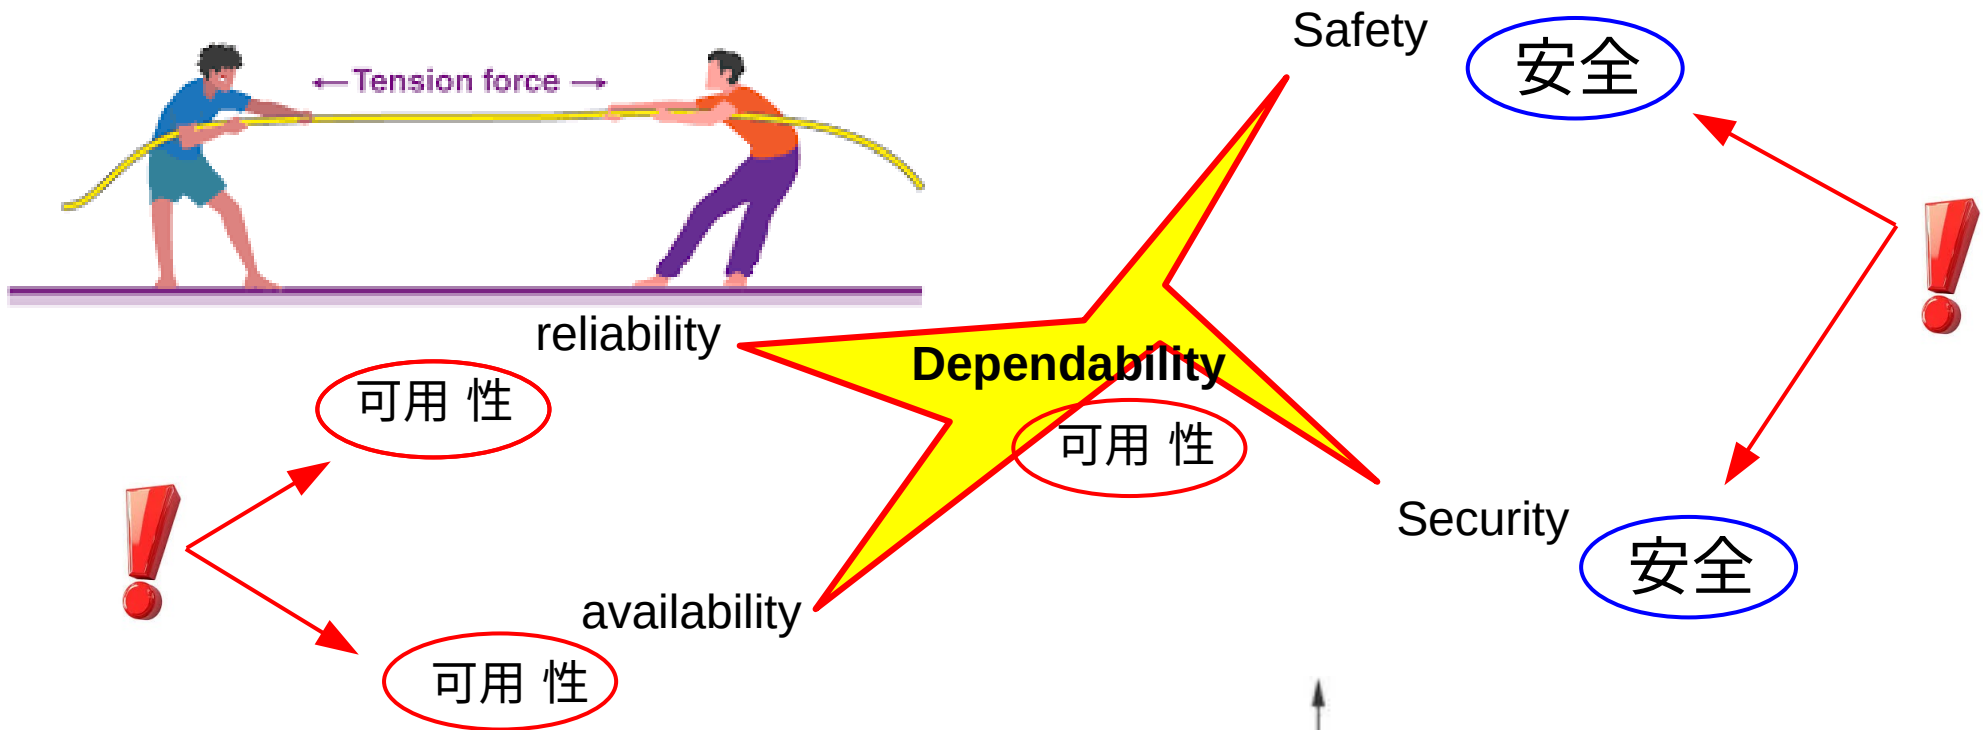 Safety
安全
Tension force
reliability
Dependability
可用 性
可用 性
Security
安全
availability
可用 性